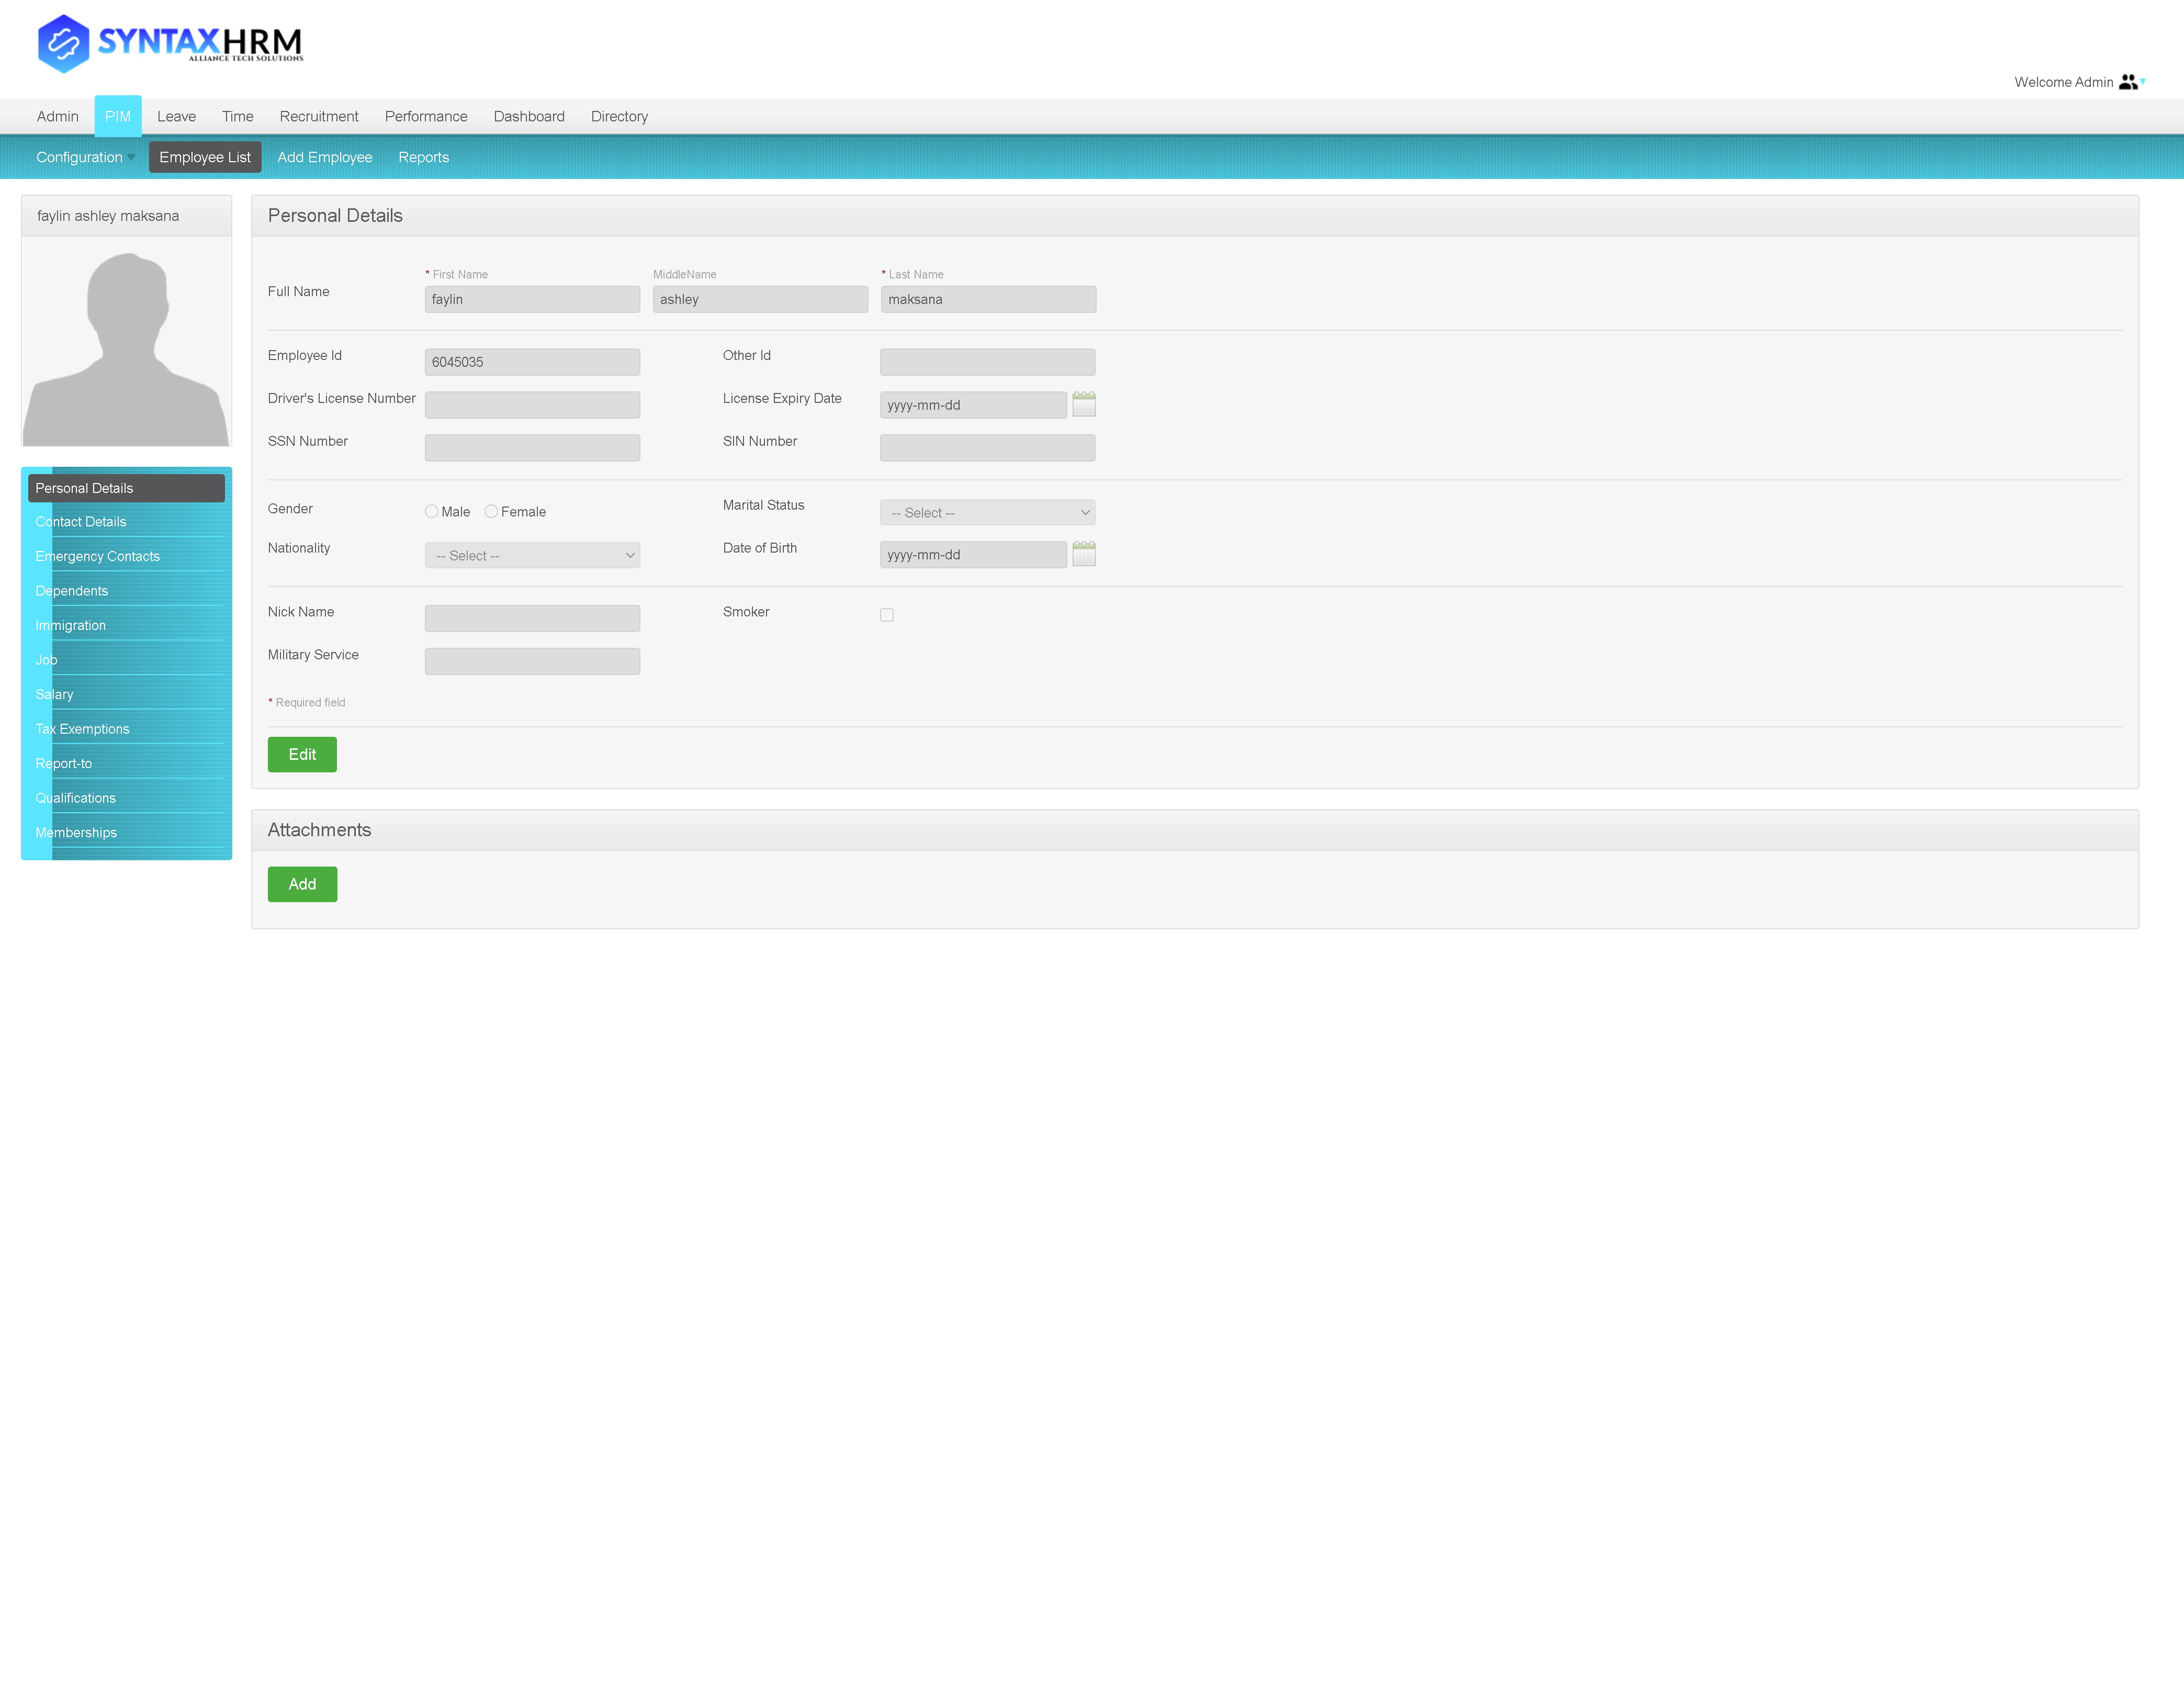 SYNTAXHRM
ALLIANCE TECH SOLUTIONS
Welcome Admin
Admin PIM Leave Time Recruitment Performance Dashboard Directory
Configuration Employee List Add Employee Reports
faylin ashley maksana
Personal Details
Contact Details
Emergency Contacts
Dependents
Immigration
Job
Salary
Tax Exemptions
Report-to
Qualifications
Memberships
Personal Details
* First Name MiddleName * Last Name
Full Name faylin ashley maksana
Employee Id 6045035 Other Id
Driver's License Number License Expiry Date yyyy-mm-dd
SSN Number SIN Number
Gender Male Female Marital Status -- Select --
Nationality -- Select -- Date of Birth yyyy-mm-dd
Nick Name Smoker
Military Service
* Required field
Edit
Attachments
Add